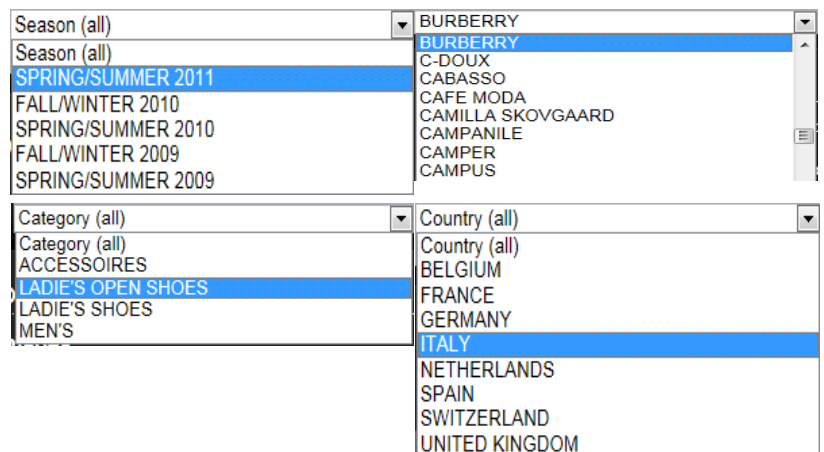 Season (all)
Season (all)
SPRING/SUMMER 2011
FALL/WINTER 2010
SPRING/SUMMER 2010
FALL/WINTER 2009
SPRING/SUMMER 2009
BURBERRY
BURBERRY
C-DOUX
CABASSO
CAFE MODA
CAMILLA SKOVGAARD
CAMPANILE
CAMPER
CAMPUS
Category (all)
Category (all)
ACCESSOIRES
LADIE'S OPEN SHOES
LADIE'S SHOES
MEN'S
Country (all)
Country (all)
BELGIUM
FRANCE
GERMANY
ITALY
NETHERLANDS
SPAIN
SWITZERLAND
UNITED KINGDOM